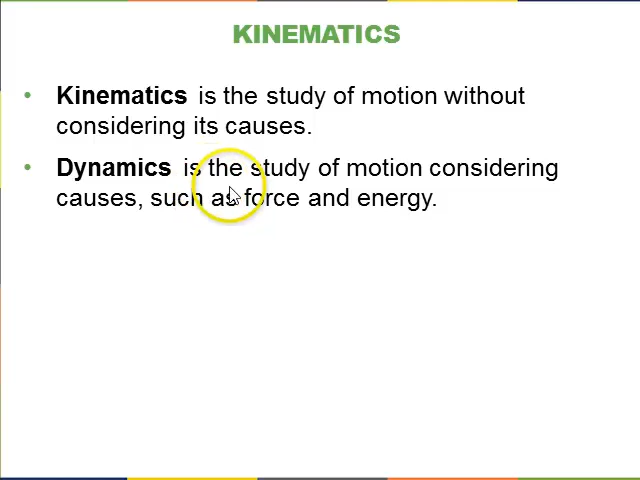 KINEMATICS
• Kinematics is the study of motion without
considering its causes.
• Dynamics is the study of motion considering
causes, such as force and energy.